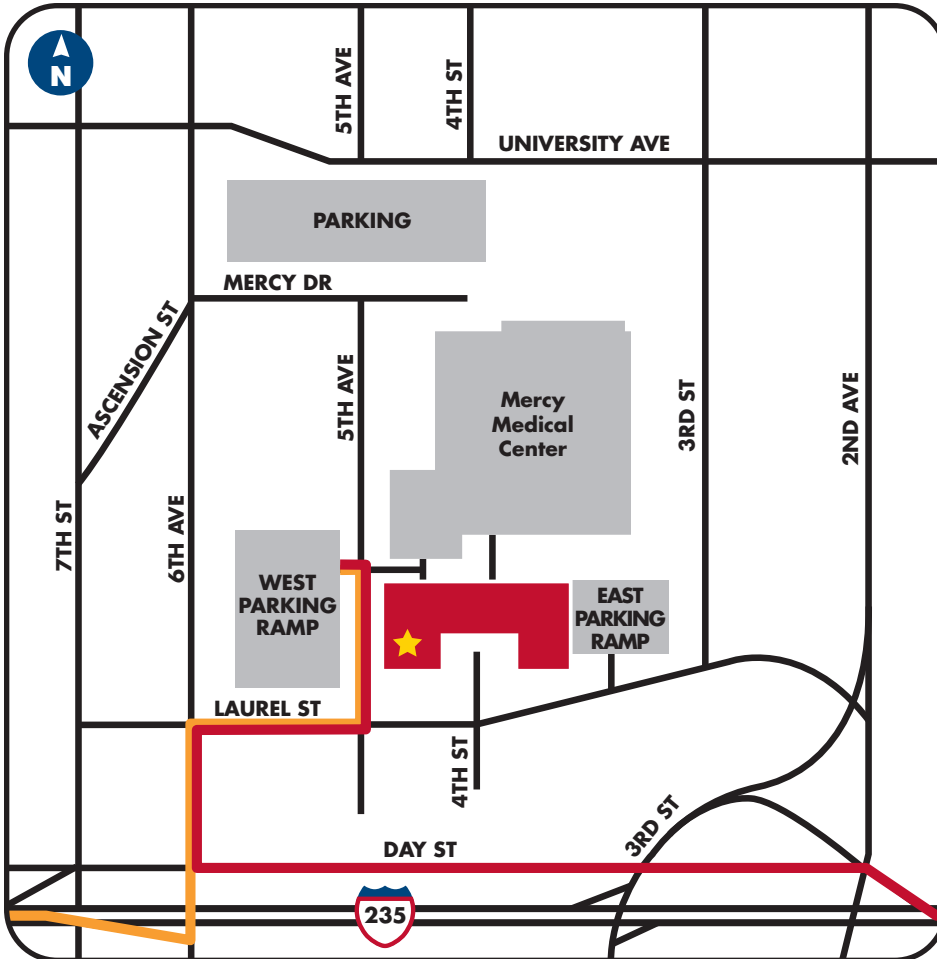 N
5TH AVE
4TH ST
UNIVERSITY AVE
PARKING
MERCY DR
ASCENSION ST
5TH AVE
Mercy
Medical
Center
3RD ST
2ND AVE
7TH ST
6TH AVE
WEST
PARKING
RAMP
EAST
PARKING
RAMP
LAUREL ST
4TH ST
3RD ST
DAY ST
235